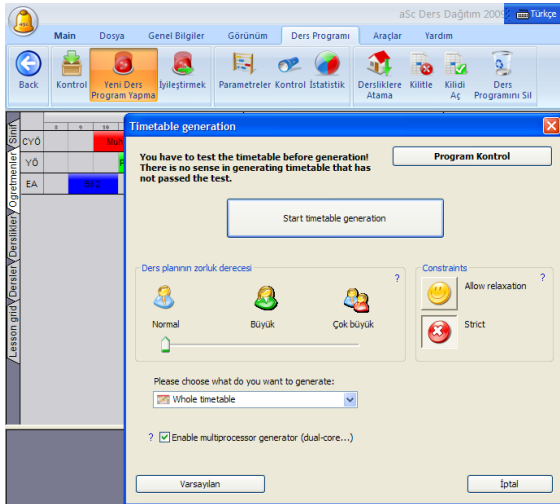 aSc Ders Dağıtım 2009
Türkçe
Main Dosya Genel Bilgiler Görünüm Ders Programı Araçlar Yardım
Back Kontrol Yeni Ders Program Yapma İyileştirmek Parametreler Kontrol İstatistik Dersliklere Atama Kilitle Kilidi Aç Ders Programını Sil
Timetable generation
Sınıf
Ogretmenler
Derslikler
Dersler
Lesson grid
CYÖ
YÖ
EA
You have to test the timetable before generation!
There is no sense in generating timetable that has
not passed the test.
Program Kontrol
Start timetable generation
Ders planının zorluk derecesi
?
Normal Büyük Çok büyük
Constraints
?
Allow relaxation
Strict
Please choose what do you want to generate:
Whole timetable
? Enable multiprocessor generator (dual-core...)
Varsayılan İptal